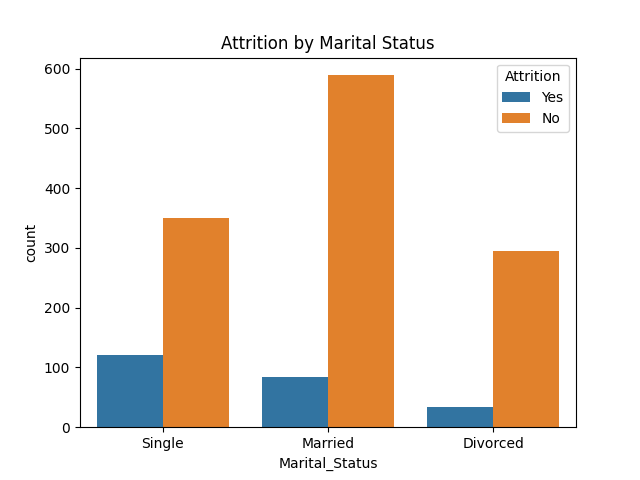 Attrition by Marital Status
Attrition
Yes
No
600
500
400
300
200
100
0
count
Single Married Divorced
Marital_Status